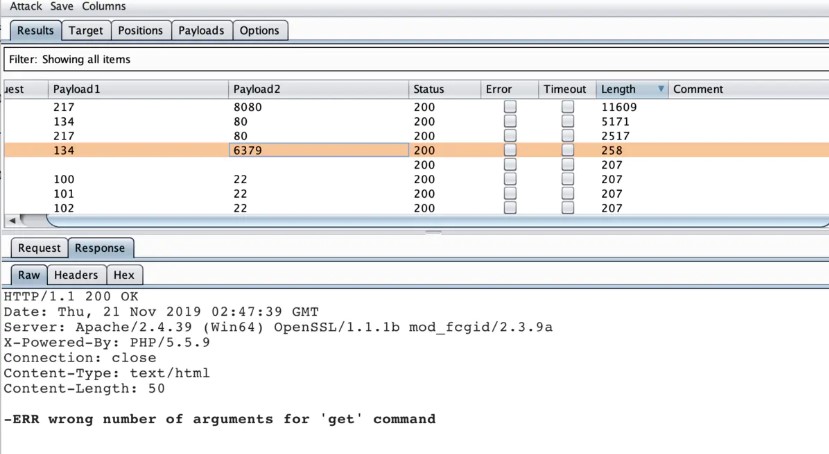 Attack Save Columns
Results Target Positions Payloads Options
Filter: Showing all items
uest Payload1 Payload2 Status Error Timeout Length Comment
217 8080 200 11609
134 80 200 5171
217 80 200 2517
134 6379 200 258
200 207
100 22 200 207
101 22 200 207
102 22 200 207
Request Response
Raw Headers Hex
HTTP/1.1 200 OK
Date: Thu, 21 Nov 2019 02:47:39 GMT
Server: Apache/2.4.39 (Win64) OpenSSL/1.1.1b mod_fcgid/2.3.9a
X-Powered-By: PHP/5.5.9
Connection: close
Content-Type: text/html
Content-Length: 50
-ERR wrong number of arguments for 'get' command